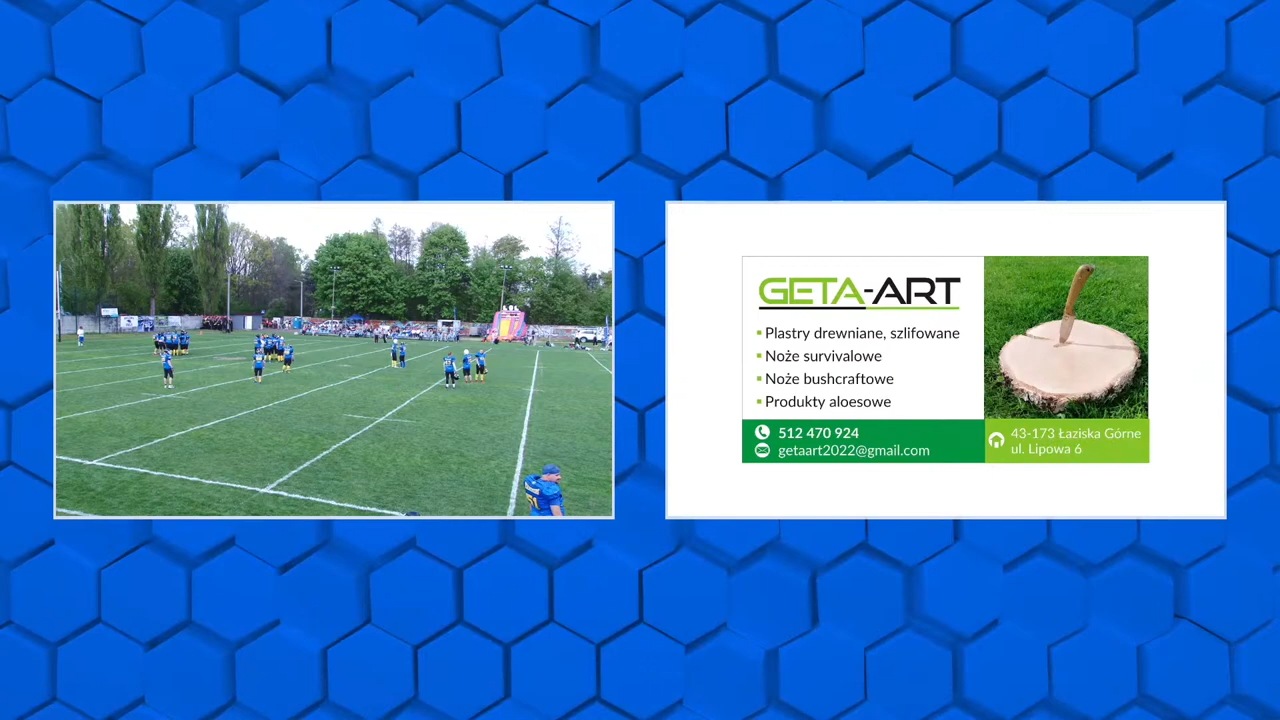 GETA-ART
Plastry drewniane, szlifowane
Noże survivalowe
Noże bushcraftowe
Produkty aloesowe
512 470 924
getaart2022@gmail.com
43-173 Łaziska Górne
ul. Lipowa 6